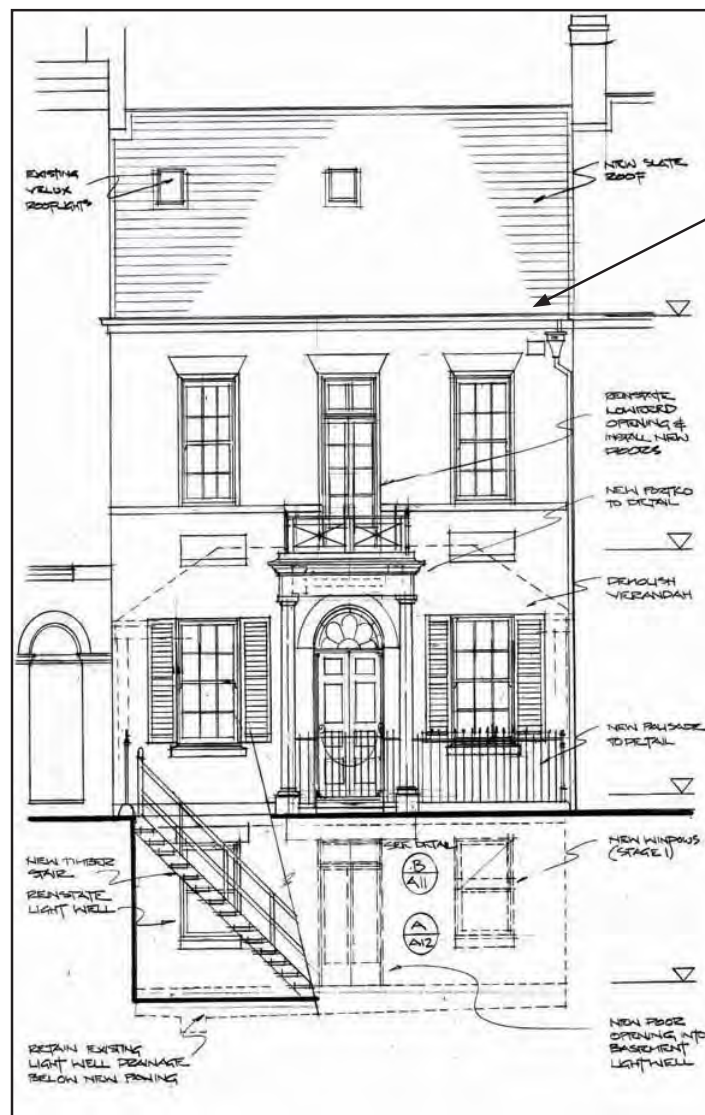 EXISTING
VELUX
ROOFLIGHTS
NEW SLATE
ROOF
REINSTATE
LOWERED
OPENING &
INSTALL NEW
DOORS
NEW PORTICO
TO DETAIL
DEMOLISH
VERANDAH
NEW PALISADE
TO DETAIL
NEW TIMBER
STAIR
REINSTATE
LIGHT WELL
SEE DETAIL
B
A11
A
A12
NEW WINDOWS
(STAGE 1)
RETAIN EXISTING
LIGHT WELL DRAINAGE
BELOW NEW PAVING
NEW DOOR
OPENING INTO
BASEMENT
LIGHTWELL